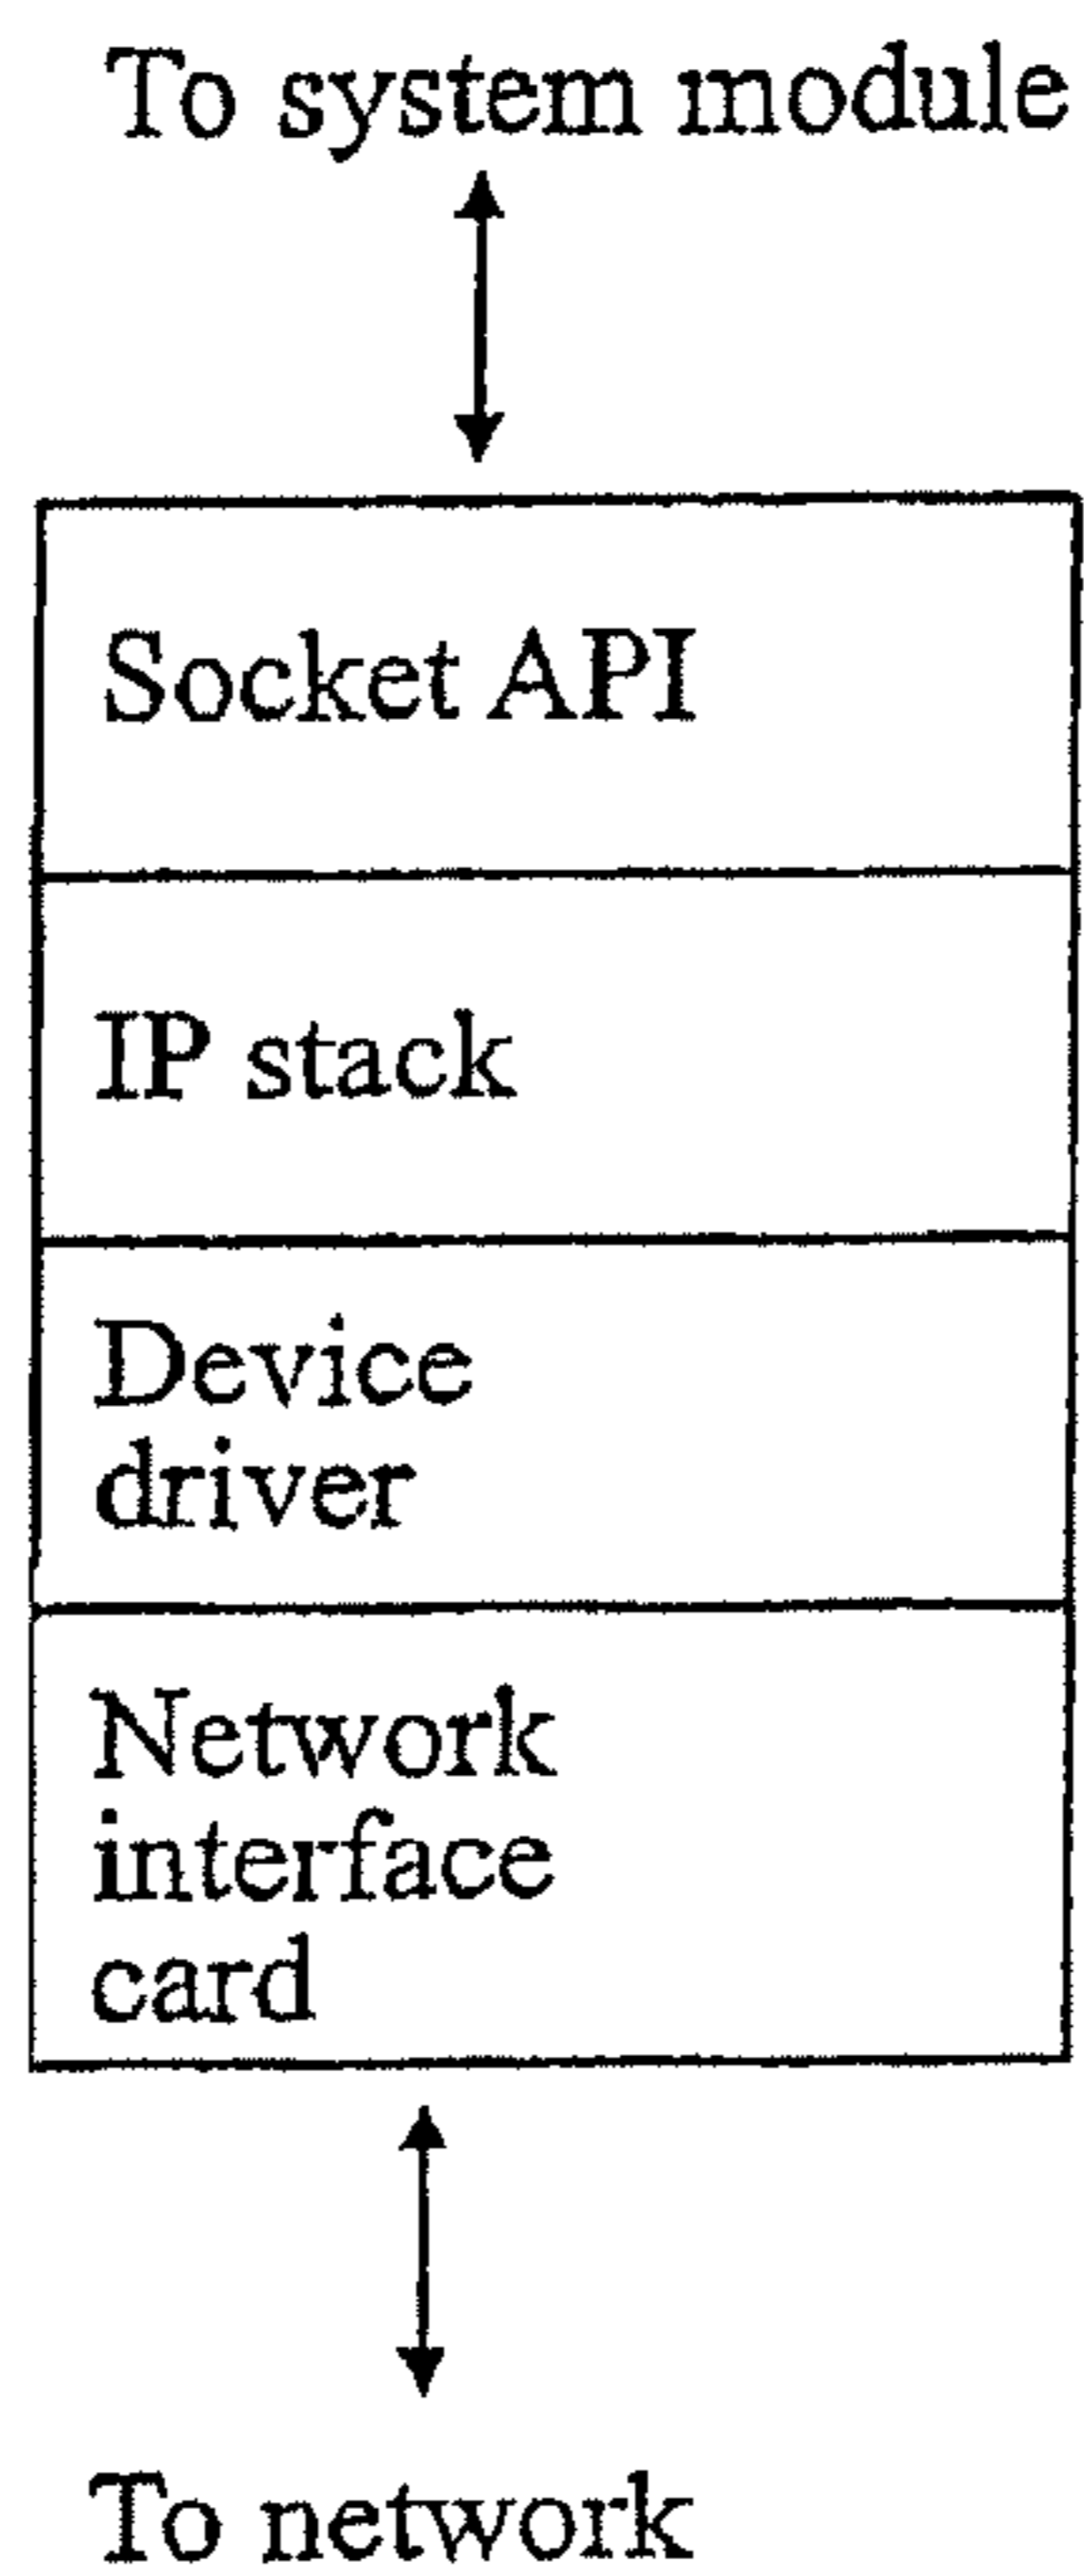 To system module
Socket API
IP stack
Device
driver
Network
interface
card
To network